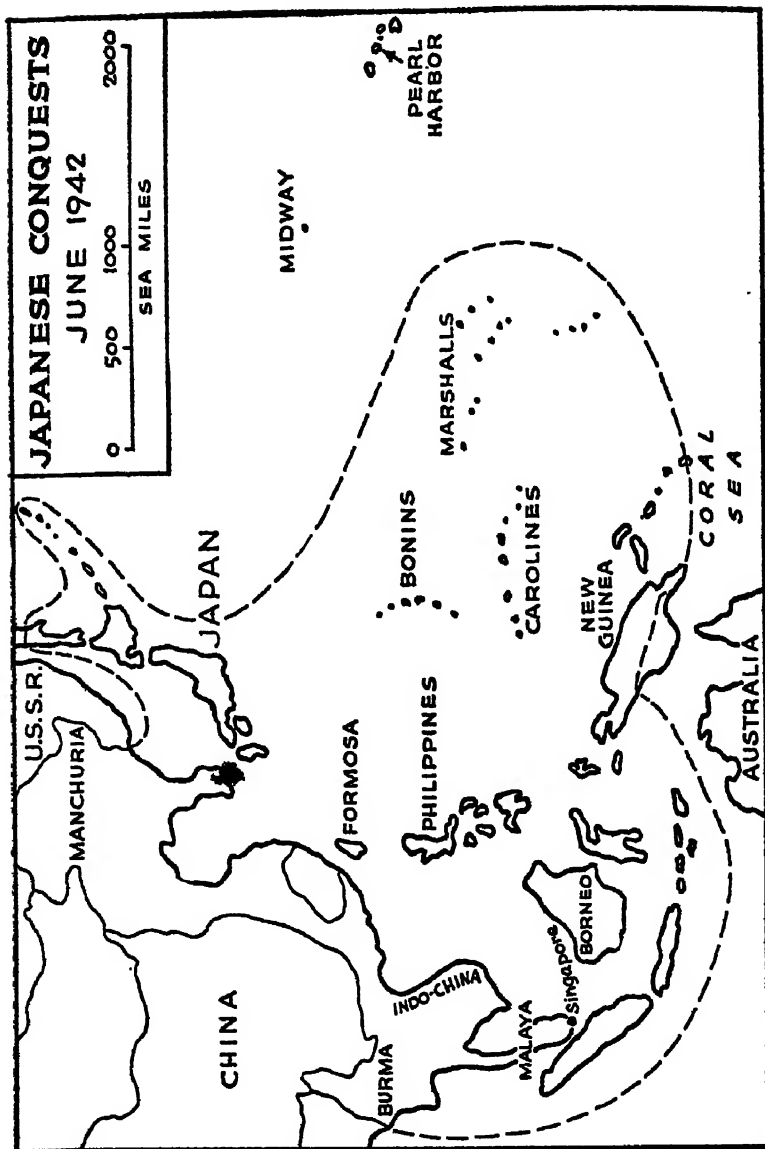 JAPANESE CONQUESTS
JUNE 1942
0 500 1000 2000
SEA MILES
U.S.S.R.
MANCHURIA
JAPAN
MIDWAY
PEARL
HARBOR
CHINA
FORMOSA
BONINS
MARSHALLS
BURMA
INDO-CHINA
PHILIPPINES
CAROLINES
MALAYA
Singapore
BORNEO
NEW
GUINEA
CORAL
SEA
AUSTRALIA